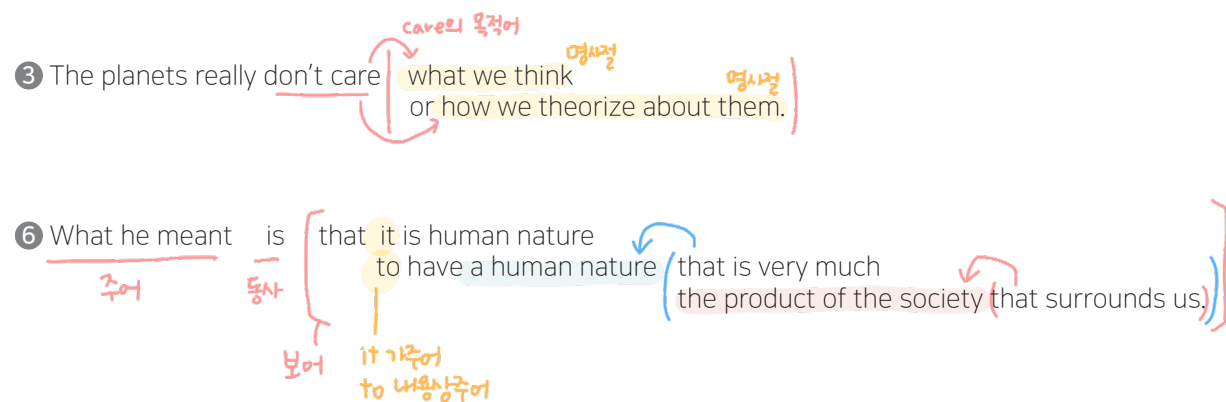 care의 목적어
명사절
❸ The planets really don't care what we think
명사절
or how we theorize about them.
❻ What he meant is that it is human nature
to have a human nature that is very much
주어 동사
the product of the society that surrounds us.
보어
it 가주어
to 내용상주어